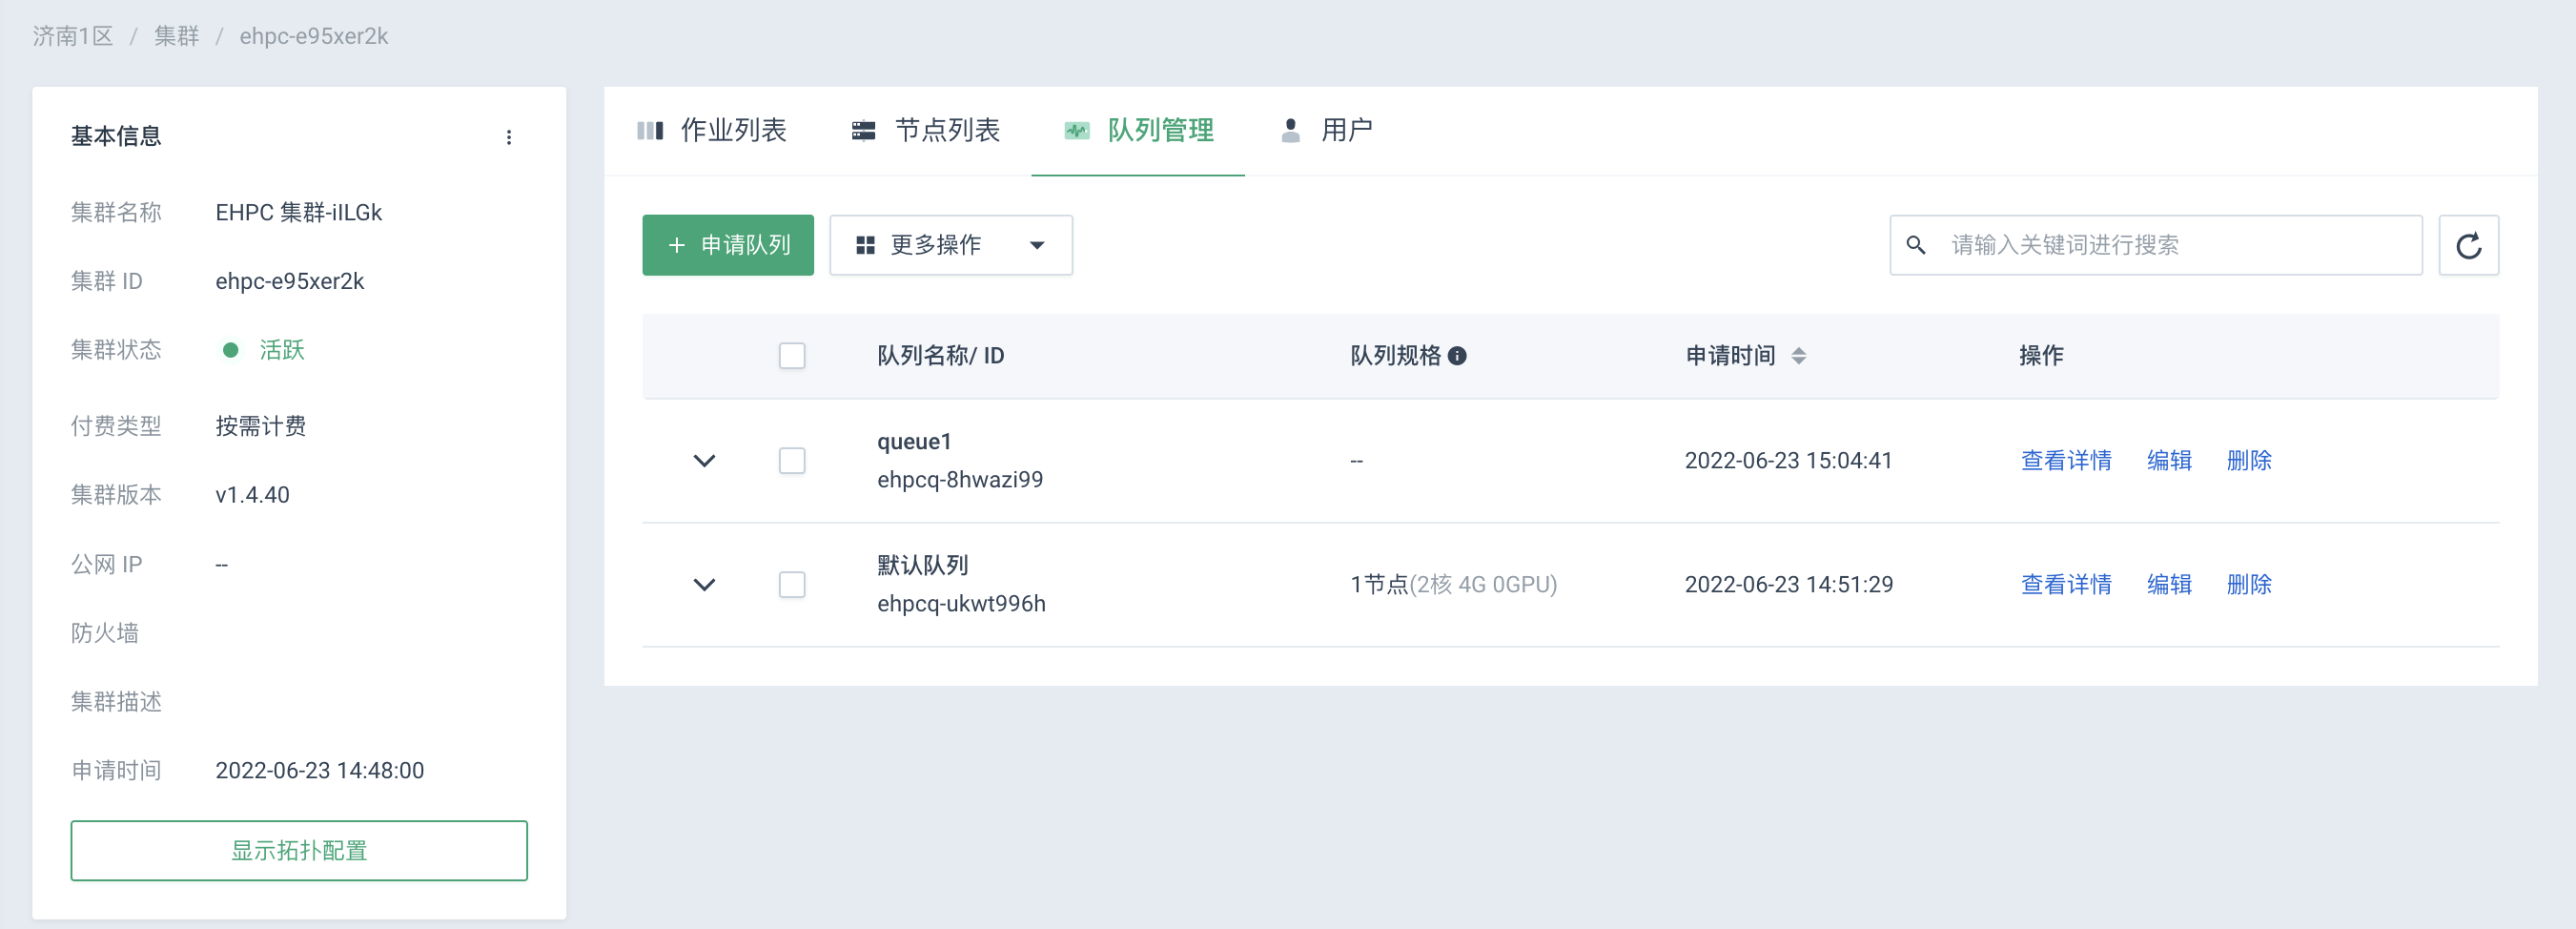 济南1区 / 集群 / ehpc-e95xer2k
基本信息
集群名称 EHPC 集群-iILGk
集群 ID ehpc-e95xer2k
集群状态 活跃
付费类型 按需计费
集群版本 v1.4.40
公网 IP --
防火墙
集群描述
申请时间 2022-06-23 14:48:00
显示拓扑配置
作业列表 节点列表 队列管理 用户
+ 申请队列 更多操作 请输入关键词进行搜索
队列名称/ ID 队列规格 申请时间 操作
queue1
ehpcq-8hwazi99
-- 2022-06-23 15:04:41 查看详情 编辑 删除
默认队列
ehpcq-ukwt996h
1节点(2核 4G 0GPU) 2022-06-23 14:51:29 查看详情 编辑 删除